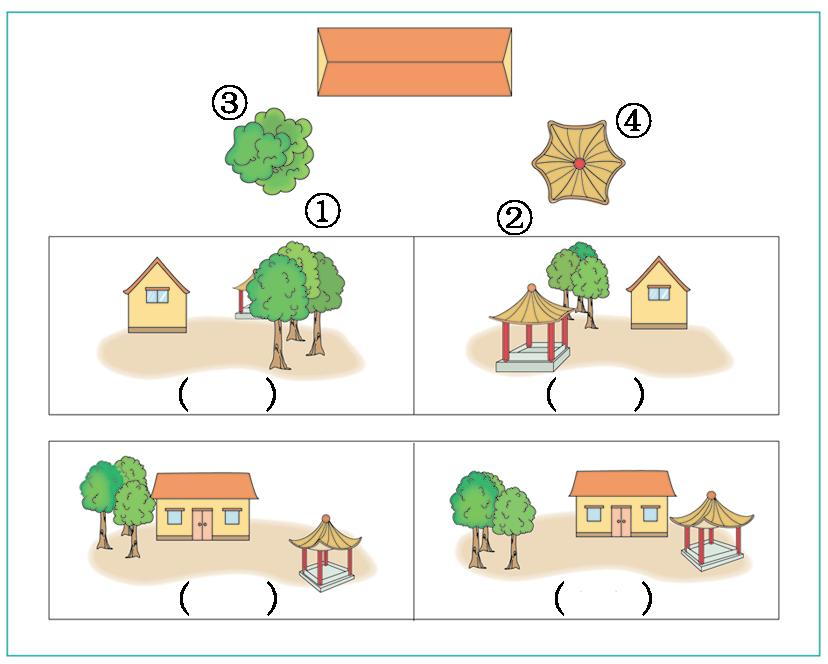 ③
④
① ②
( ) ( )
( ) ( )